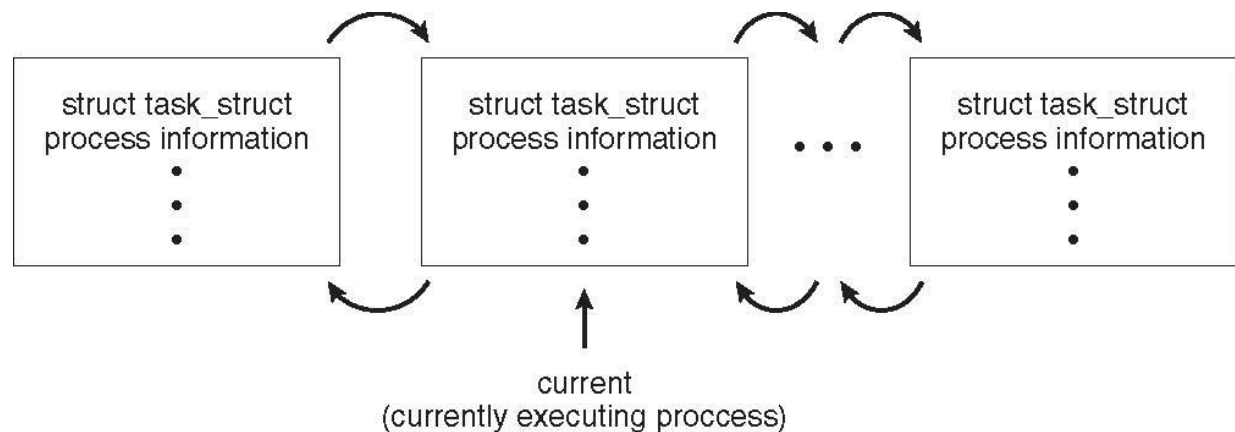 struct task_struct
process information
struct task_struct
process information
...
struct task_struct
process information
current
(currently executing proccess)